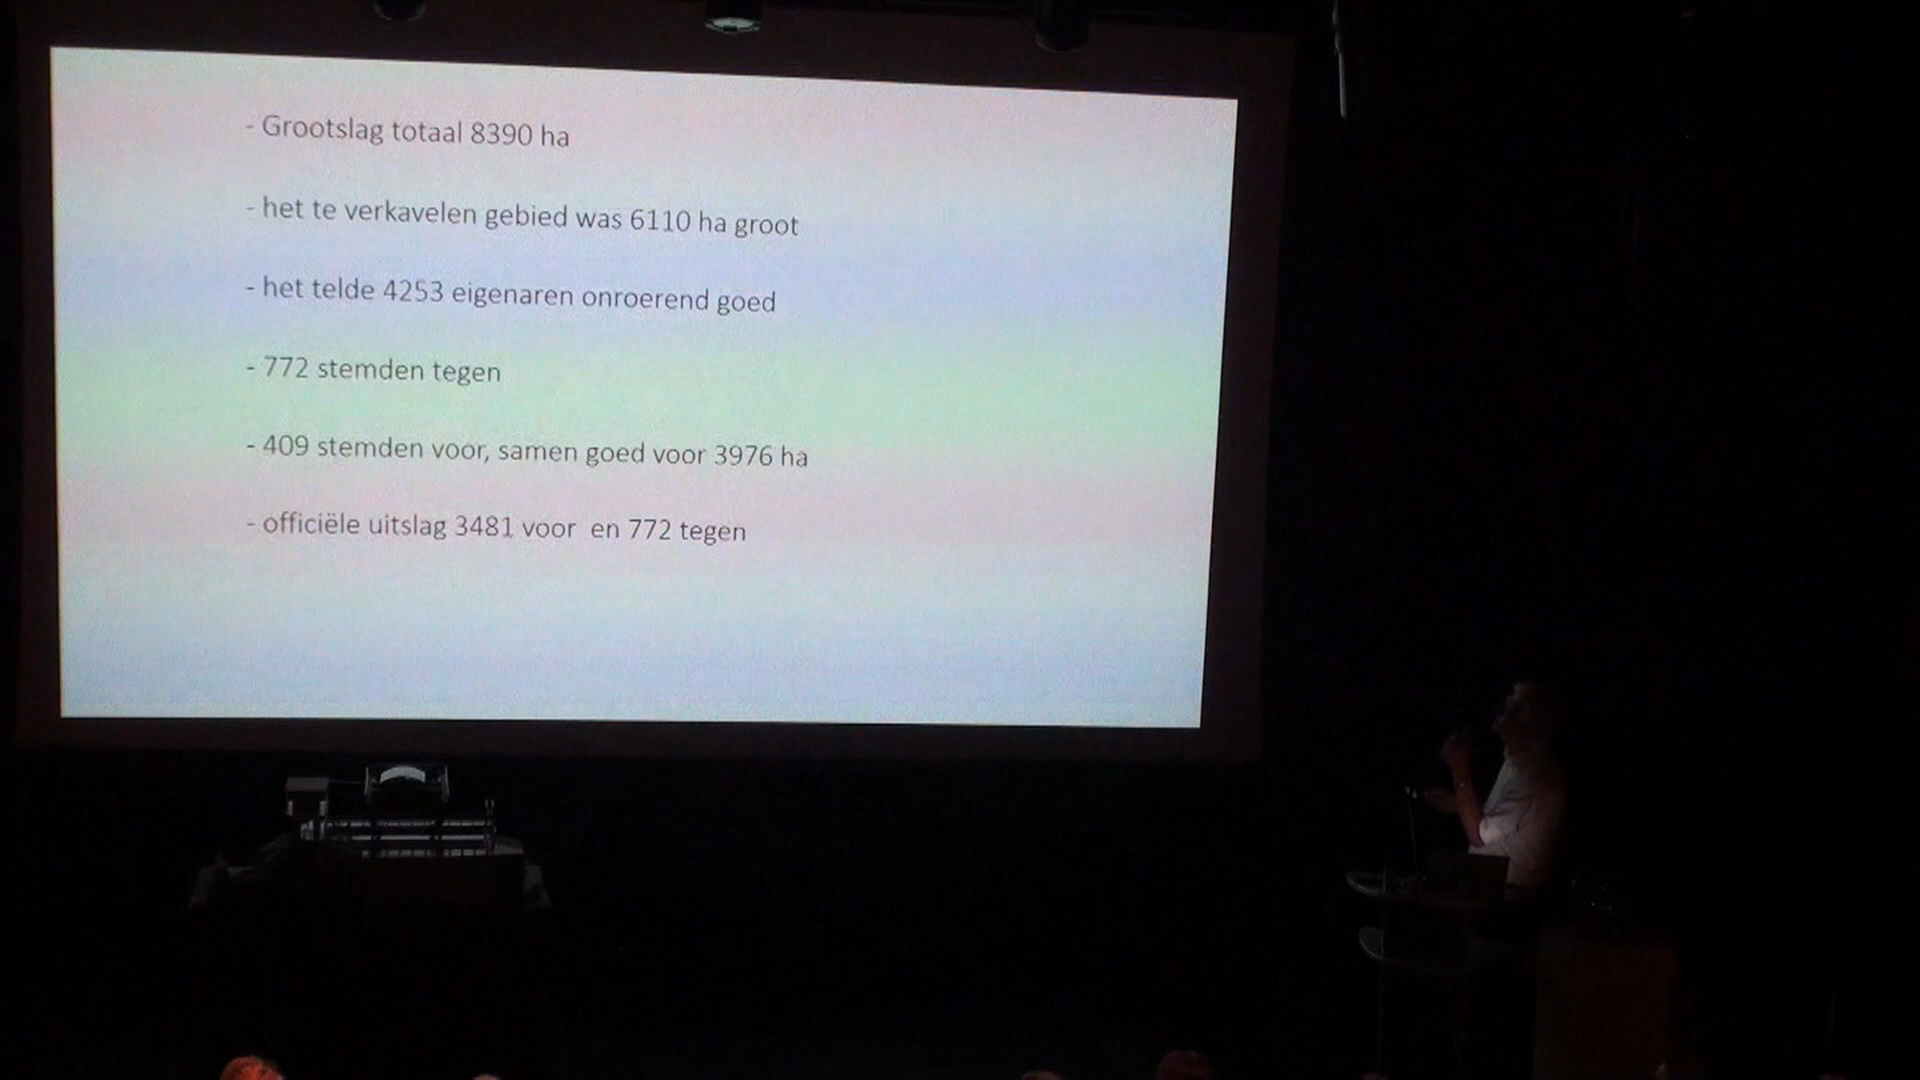 - Grootslag totaal 8390 ha
- het te verkavelen gebied was 6110 ha groot
- het telde 4253 eigenaren onroerend goed
- 772 stemden tegen
- 409 stemden voor, samen goed voor 3976 ha
- officiële uitslag 3481 voor  en 772 tegen